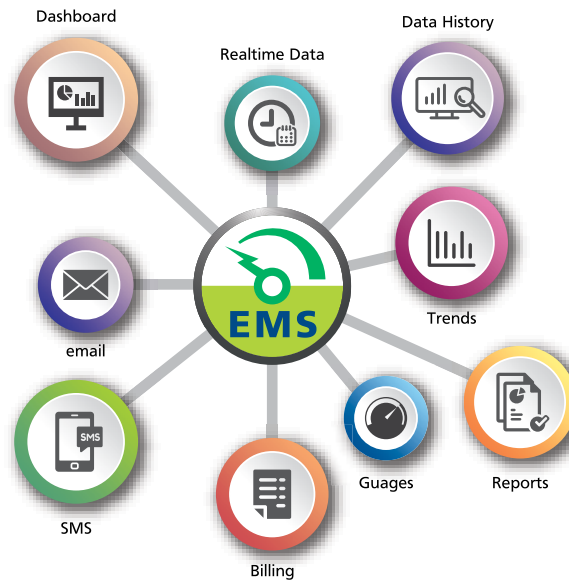 Dashboard
Data History
Realtime Data
EMS
Trends
email
SMS
Guages
Reports
SMS
Billing